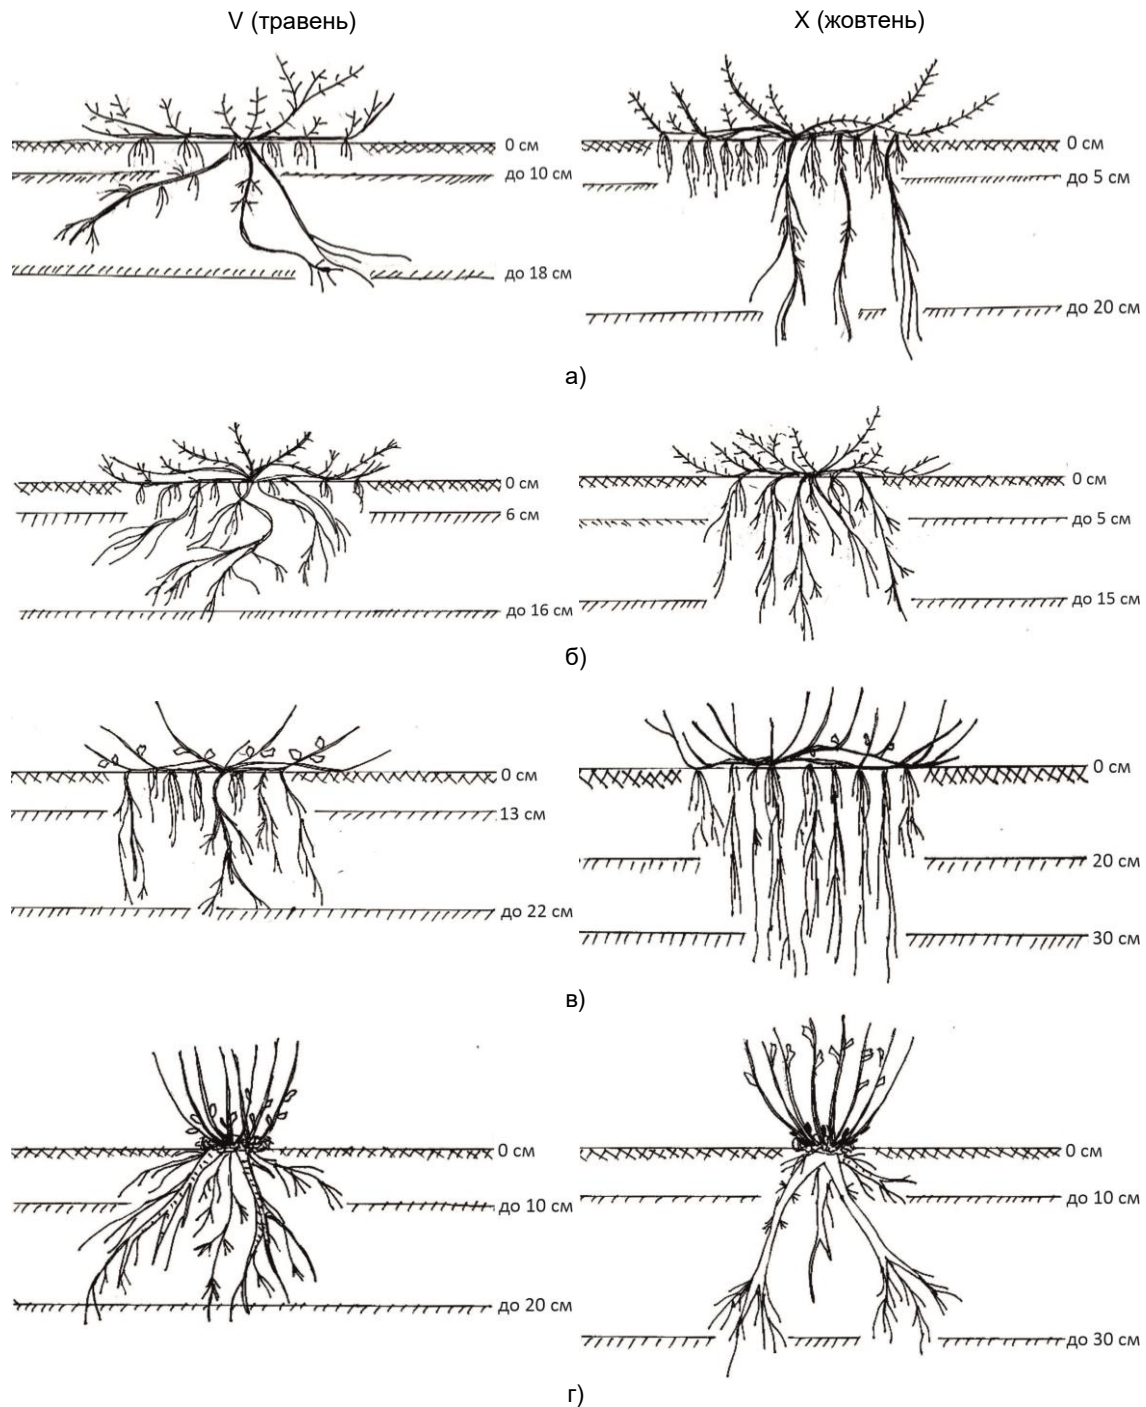 V (травень)
X (жовтень)
0 см
до 10 см
до 18 см
0 см
до 5 см
до 20 см
а)
0 см
6 см
до 16 см
0 см
до 5 см
до 15 см
б)
0 см
13 см
до 22 см
0 см
20 см
30 см
в)
0 см
до 10 см
до 20 см
0 см
до 10 см
до 30 см
г)